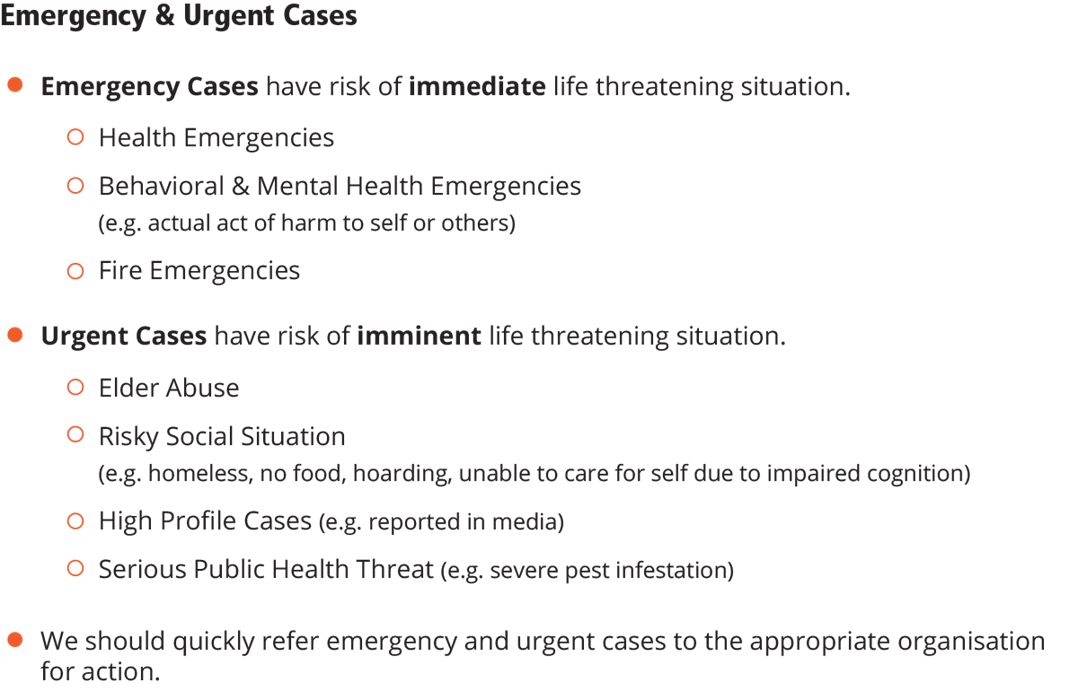 Emergency & Urgent Cases
Emergency Cases have risk of immediate life threatening situation.
Health Emergencies
Behavioral & Mental Health Emergencies
(e.g. actual act of harm to self or others)
Fire Emergencies
Urgent Cases have risk of imminent life threatening situation.
Elder Abuse
Risky Social Situation
(e.g. homeless, no food, hoarding, unable to care for self due to impaired cognition)
High Profile Cases (e.g. reported in media)
Serious Public Health Threat (e.g. severe pest infestation)
We should quickly refer emergency and urgent cases to the appropriate organisation
for action.